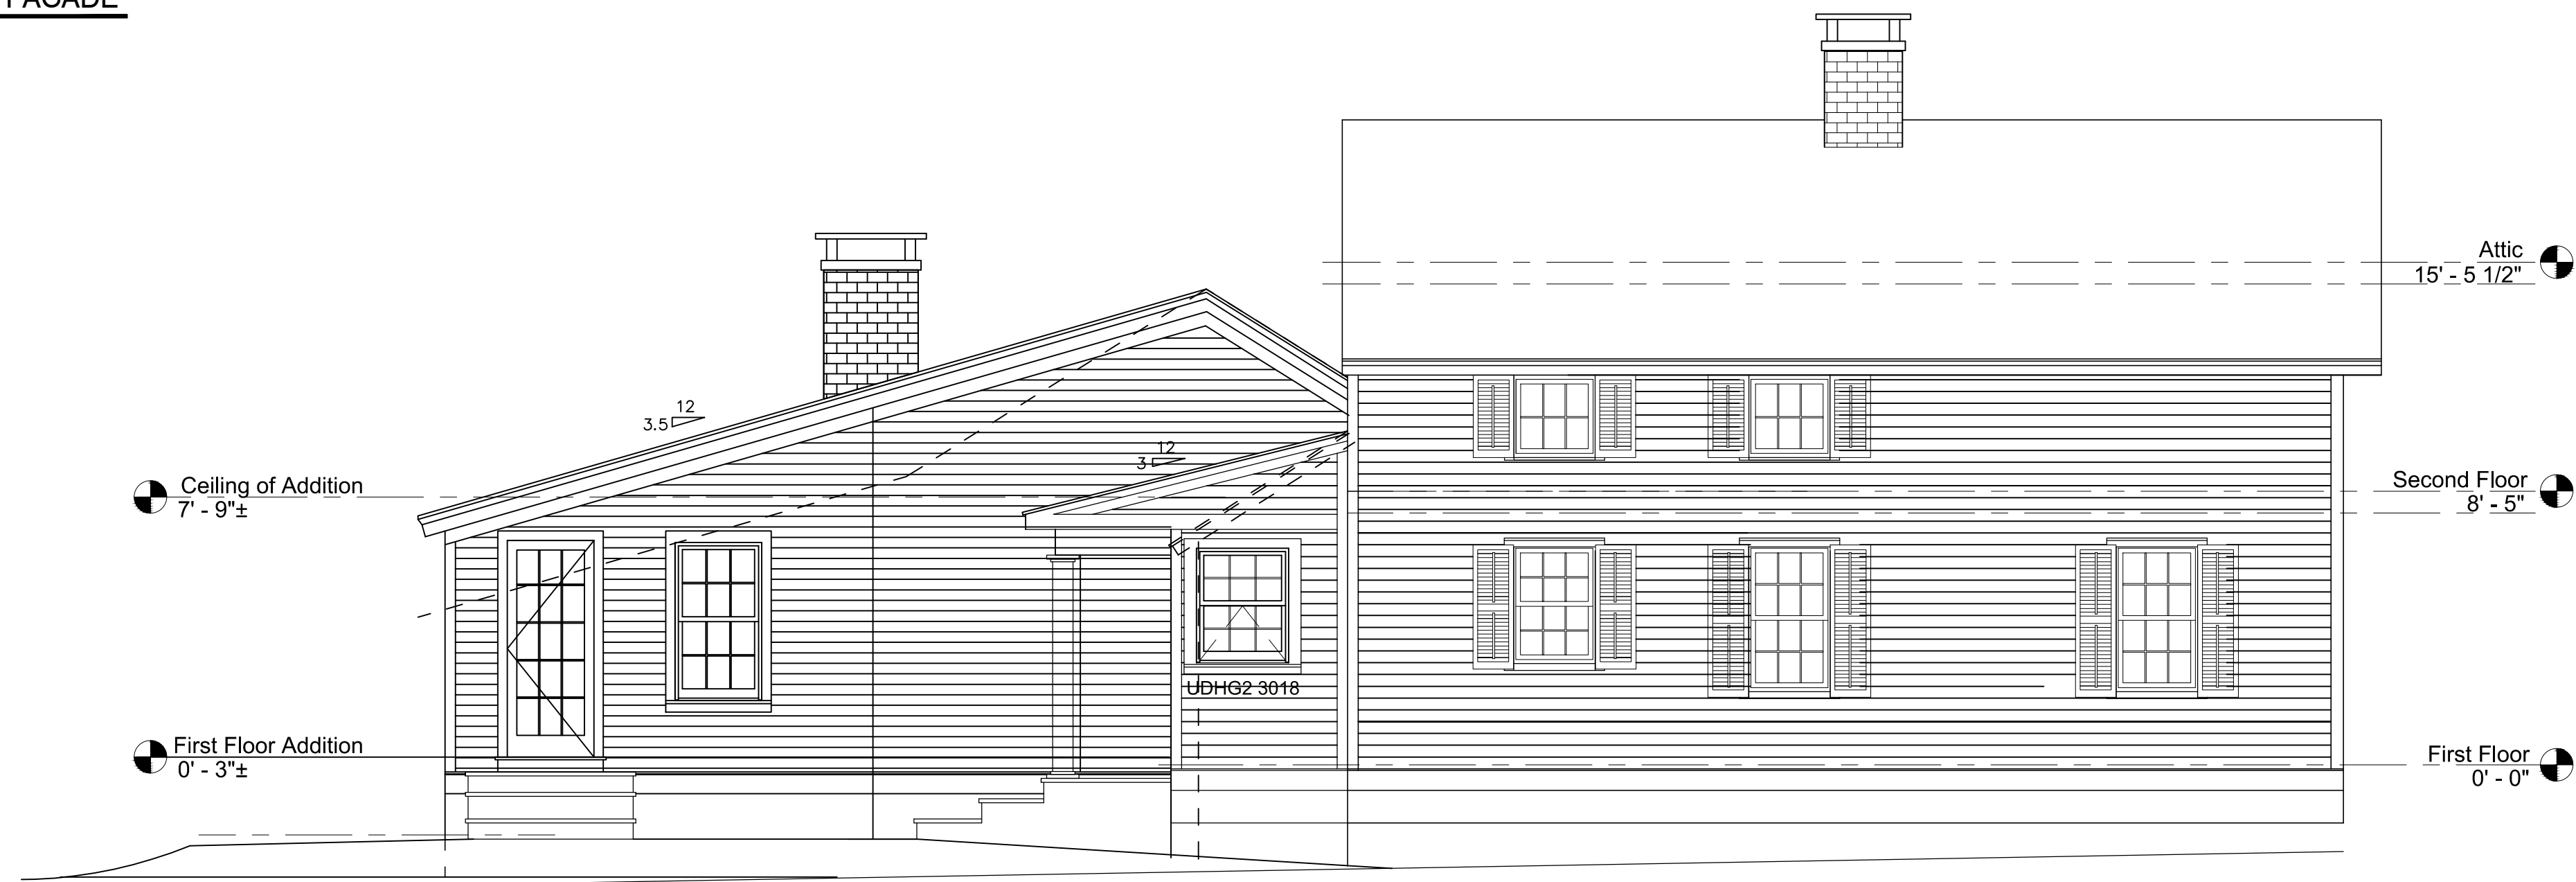 FACADE
Attic
15' - 5 1/2"
12
3.5
12
3
Ceiling of Addition
7' - 9"±
Second Floor
8' - 5"
UDHG2 3018
First Floor Addition
0' - 3"±
First Floor
0' - 0"